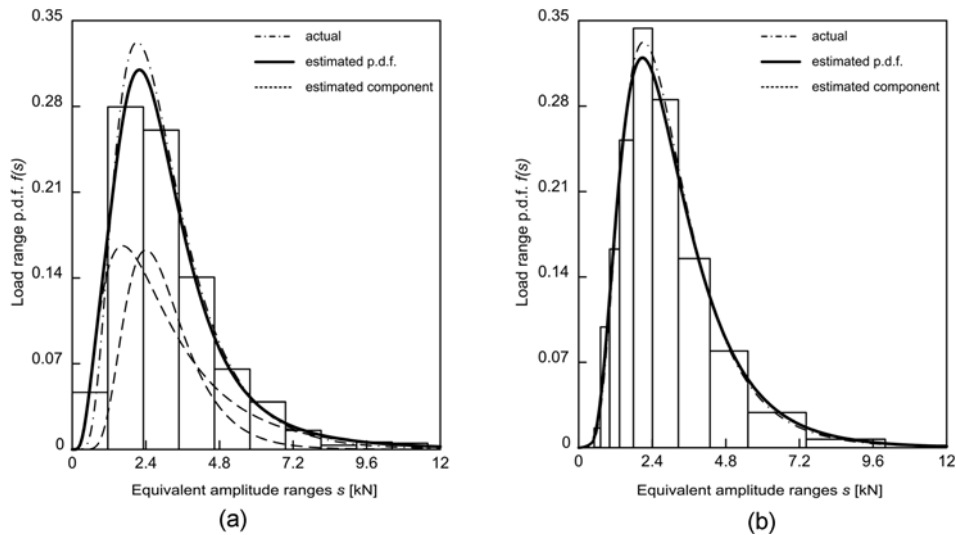 0.35
0.28
0.21
0.14
0.07
0
Load range p.d.f. f(s)
actual
estimated p.d.f.
estimated component
0 2.4 4.8 7.2 9.6 12
Equivalent amplitude ranges s [kN]
(a)
0.35
0.28
0.21
0.14
0.07
0
Load range p.d.f. f(s)
actual
estimated p.d.f.
estimated component
0 2.4 4.8 7.2 9.6 12
Equivalent amplitude ranges s [kN]
(b)